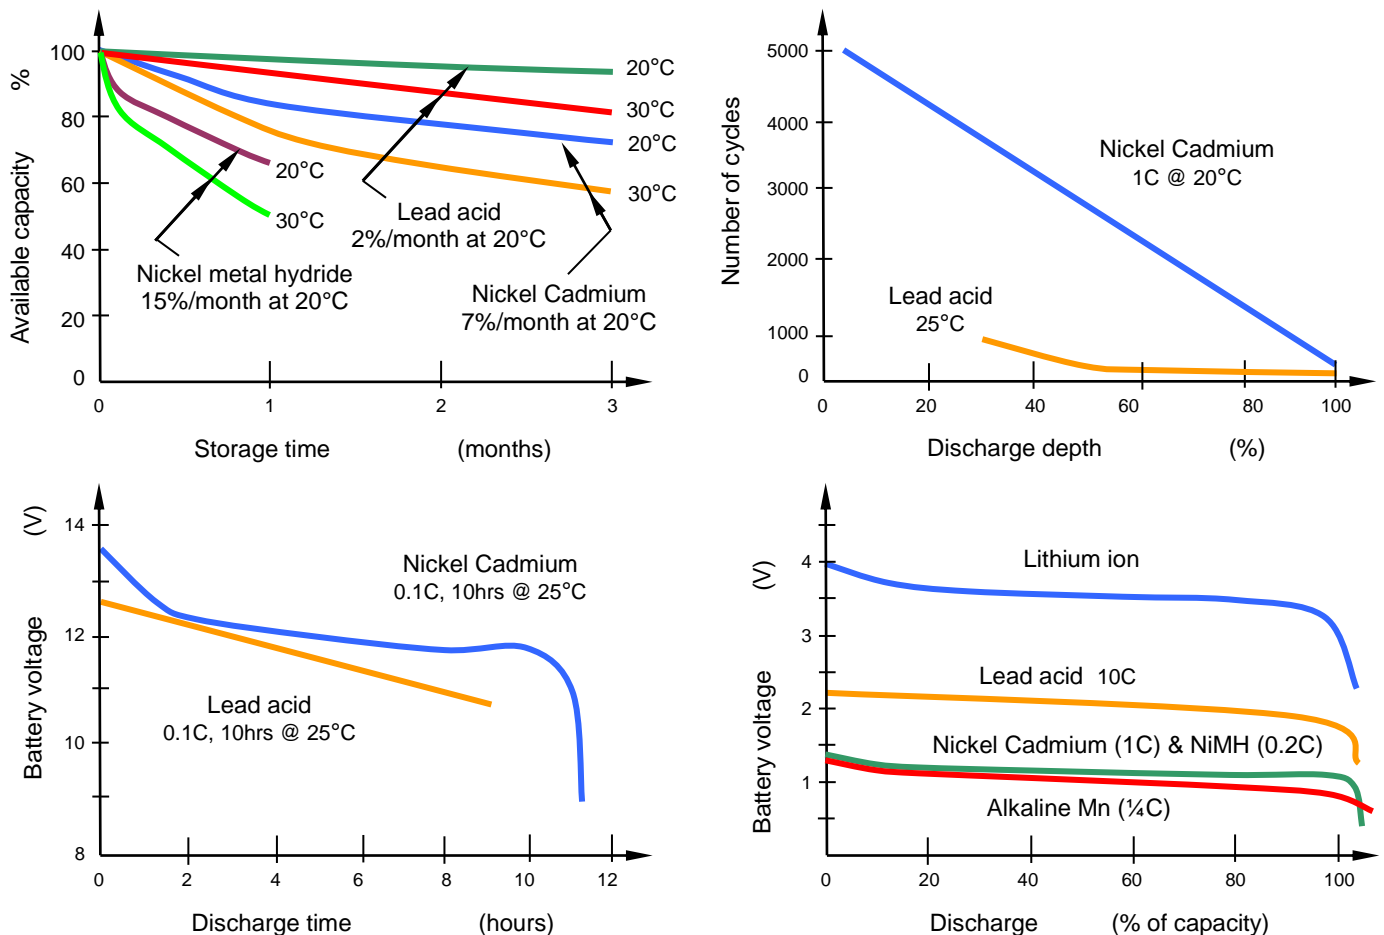 %
Available capacity
100
80
60
40
20
0
20°C
30°C
20°C
30°C
20°C
30°C
Lead acid
2%/month at 20°C
Nickel metal hydride
15%/month at 20°C
Nickel Cadmium
7%/month at 20°C
0
1
2
3
Storage time (months)
Number of cycles
5000
4000
3000
2000
1000
0
Nickel Cadmium
1C @ 20°C
Lead acid
25°C
0
20
40
60
80
100
Discharge depth (%)
(V)
Battery voltage
14
12
10
8
Nickel Cadmium
0.1C, 10hrs @ 25°C
Lead acid
0.1C, 10hrs @ 25°C
0
2
4
6
8
10
12
Discharge time (hours)
(V)
Battery voltage
4
3
2
1
Lithium ion
Lead acid 10C
Nickel Cadmium (1C) & NiMH (0.2C)
Alkaline Mn (¼C)
0
20
40
60
80
100
Discharge (% of capacity)